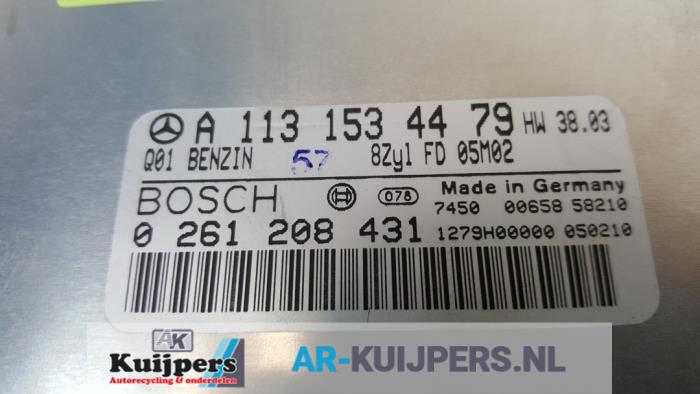 A 113 153 44 79 HW 38.03
Q01 BENZIN 57 8Zyl FD 05M02
BOSCH 078 Made in Germany
7450 00658 58210
0 261 208 431 1279H00000 050210
AK
Kuijpers
Autorecycling & onderdelen
AR-KUIJPERS.NL